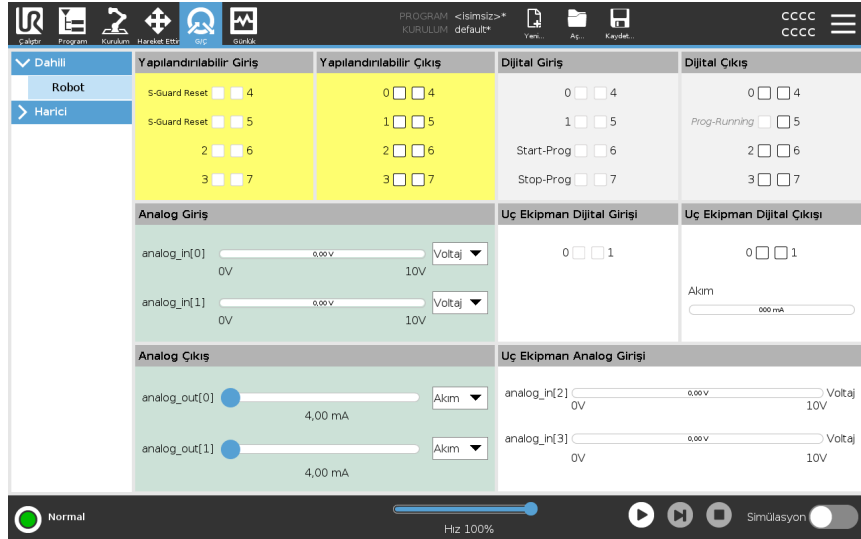 PROGRAM <isimsiz>*
KURULUM default*
Çalıştır
Program
Kurulum
Hareket Ettir
G/Ç
Günlük
Yeni...
Aç...
Kaydet...
CCCC
CCCC
Dahili
Robot
Harici
Yapılandırılabilir Giriş
S-Guard Reset 4
S-Guard Reset 5
2 6
3 7
Yapılandırılabilir Çıkış
0 4
1 5
2 6
3 7
Dijital Giriş
0 4
1 5
Start-Prog 6
Stop-Prog 7
Dijital Çıkış
0 4
Prog-Running 5
2 6
3 7
Analog Giriş
analog_in[0] 0,00 V Voltaj
0V 10V
analog_in[1] 0,00 V Voltaj
0V 10V
Uç Ekipman Dijital Girişi
0 1
Uç Ekipman Dijital Çıkışı
0 1
Akım
000 mA
Analog Çıkış
analog_out[0] Akım
4,00 mA
analog_out[1] Akım
4,00 mA
Uç Ekipman Analog Girişi
analog_in[2] 0,00 V Voltaj
0V 10V
analog_in[3] 0,00 V Voltaj
0V 10V
Normal
Hız 100%
Simülasyon